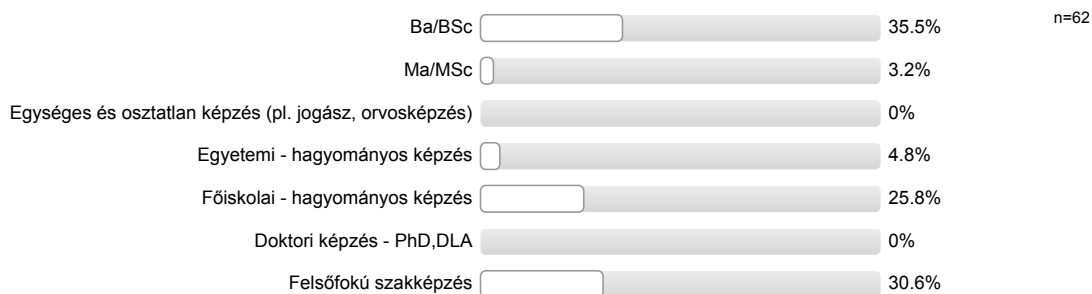 Ba/BSc 35.5% n=62
Ma/MSc 3.2%
Egységes és osztatlan képzés (pl. jogász, orvosképzés) 0%
Egyetemi - hagyományos képzés 4.8%
Főiskolai - hagyományos képzés 25.8%
Doktori képzés - PhD,DLA 0%
Felsőfokú szakképzés 30.6%